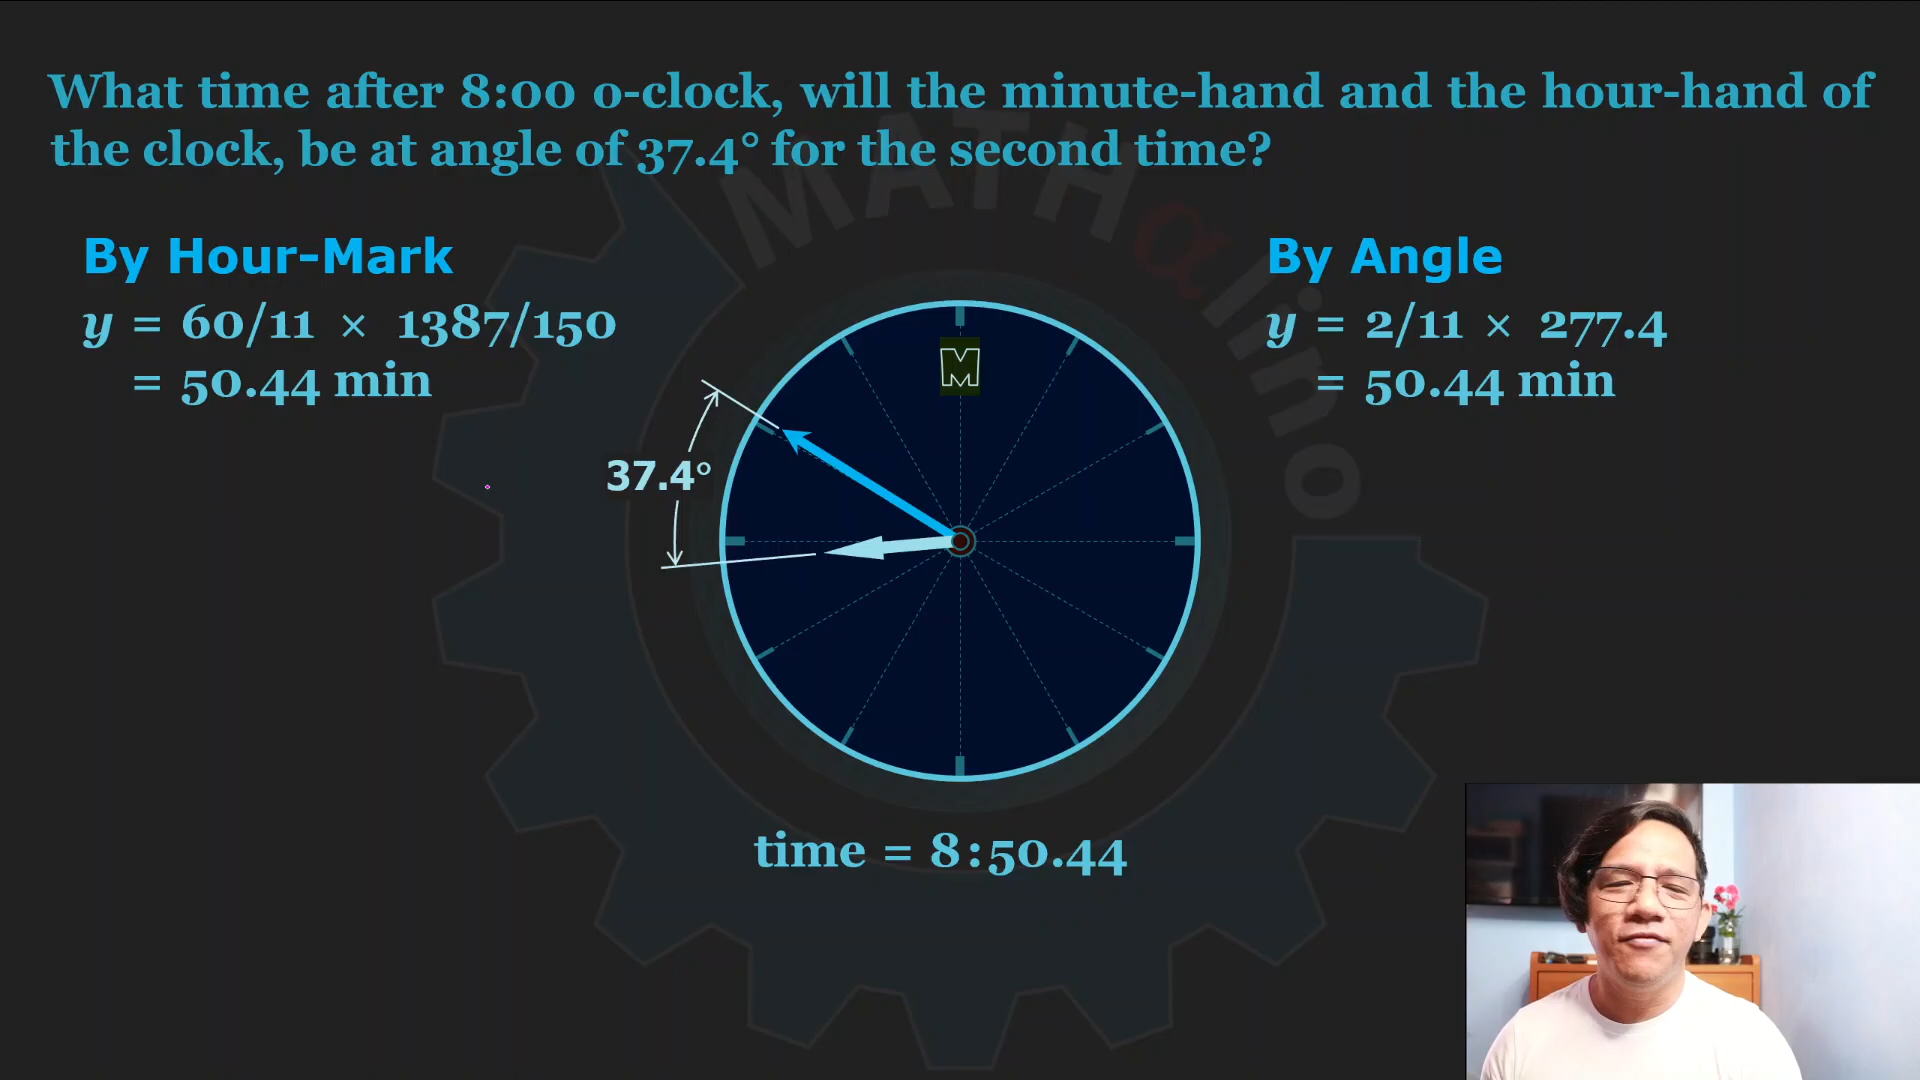 What time after 8:00 o-clock, will the minute-hand and the hour-hand of
the clock, be at angle of 37.4° for the second time?
By Hour-Mark
y = 60/11 × 1387/150
= 50.44 min
By Angle
y = 2/11 × 277.4
= 50.44 min
MATHalino
M
37.4°
time = 8:50.44